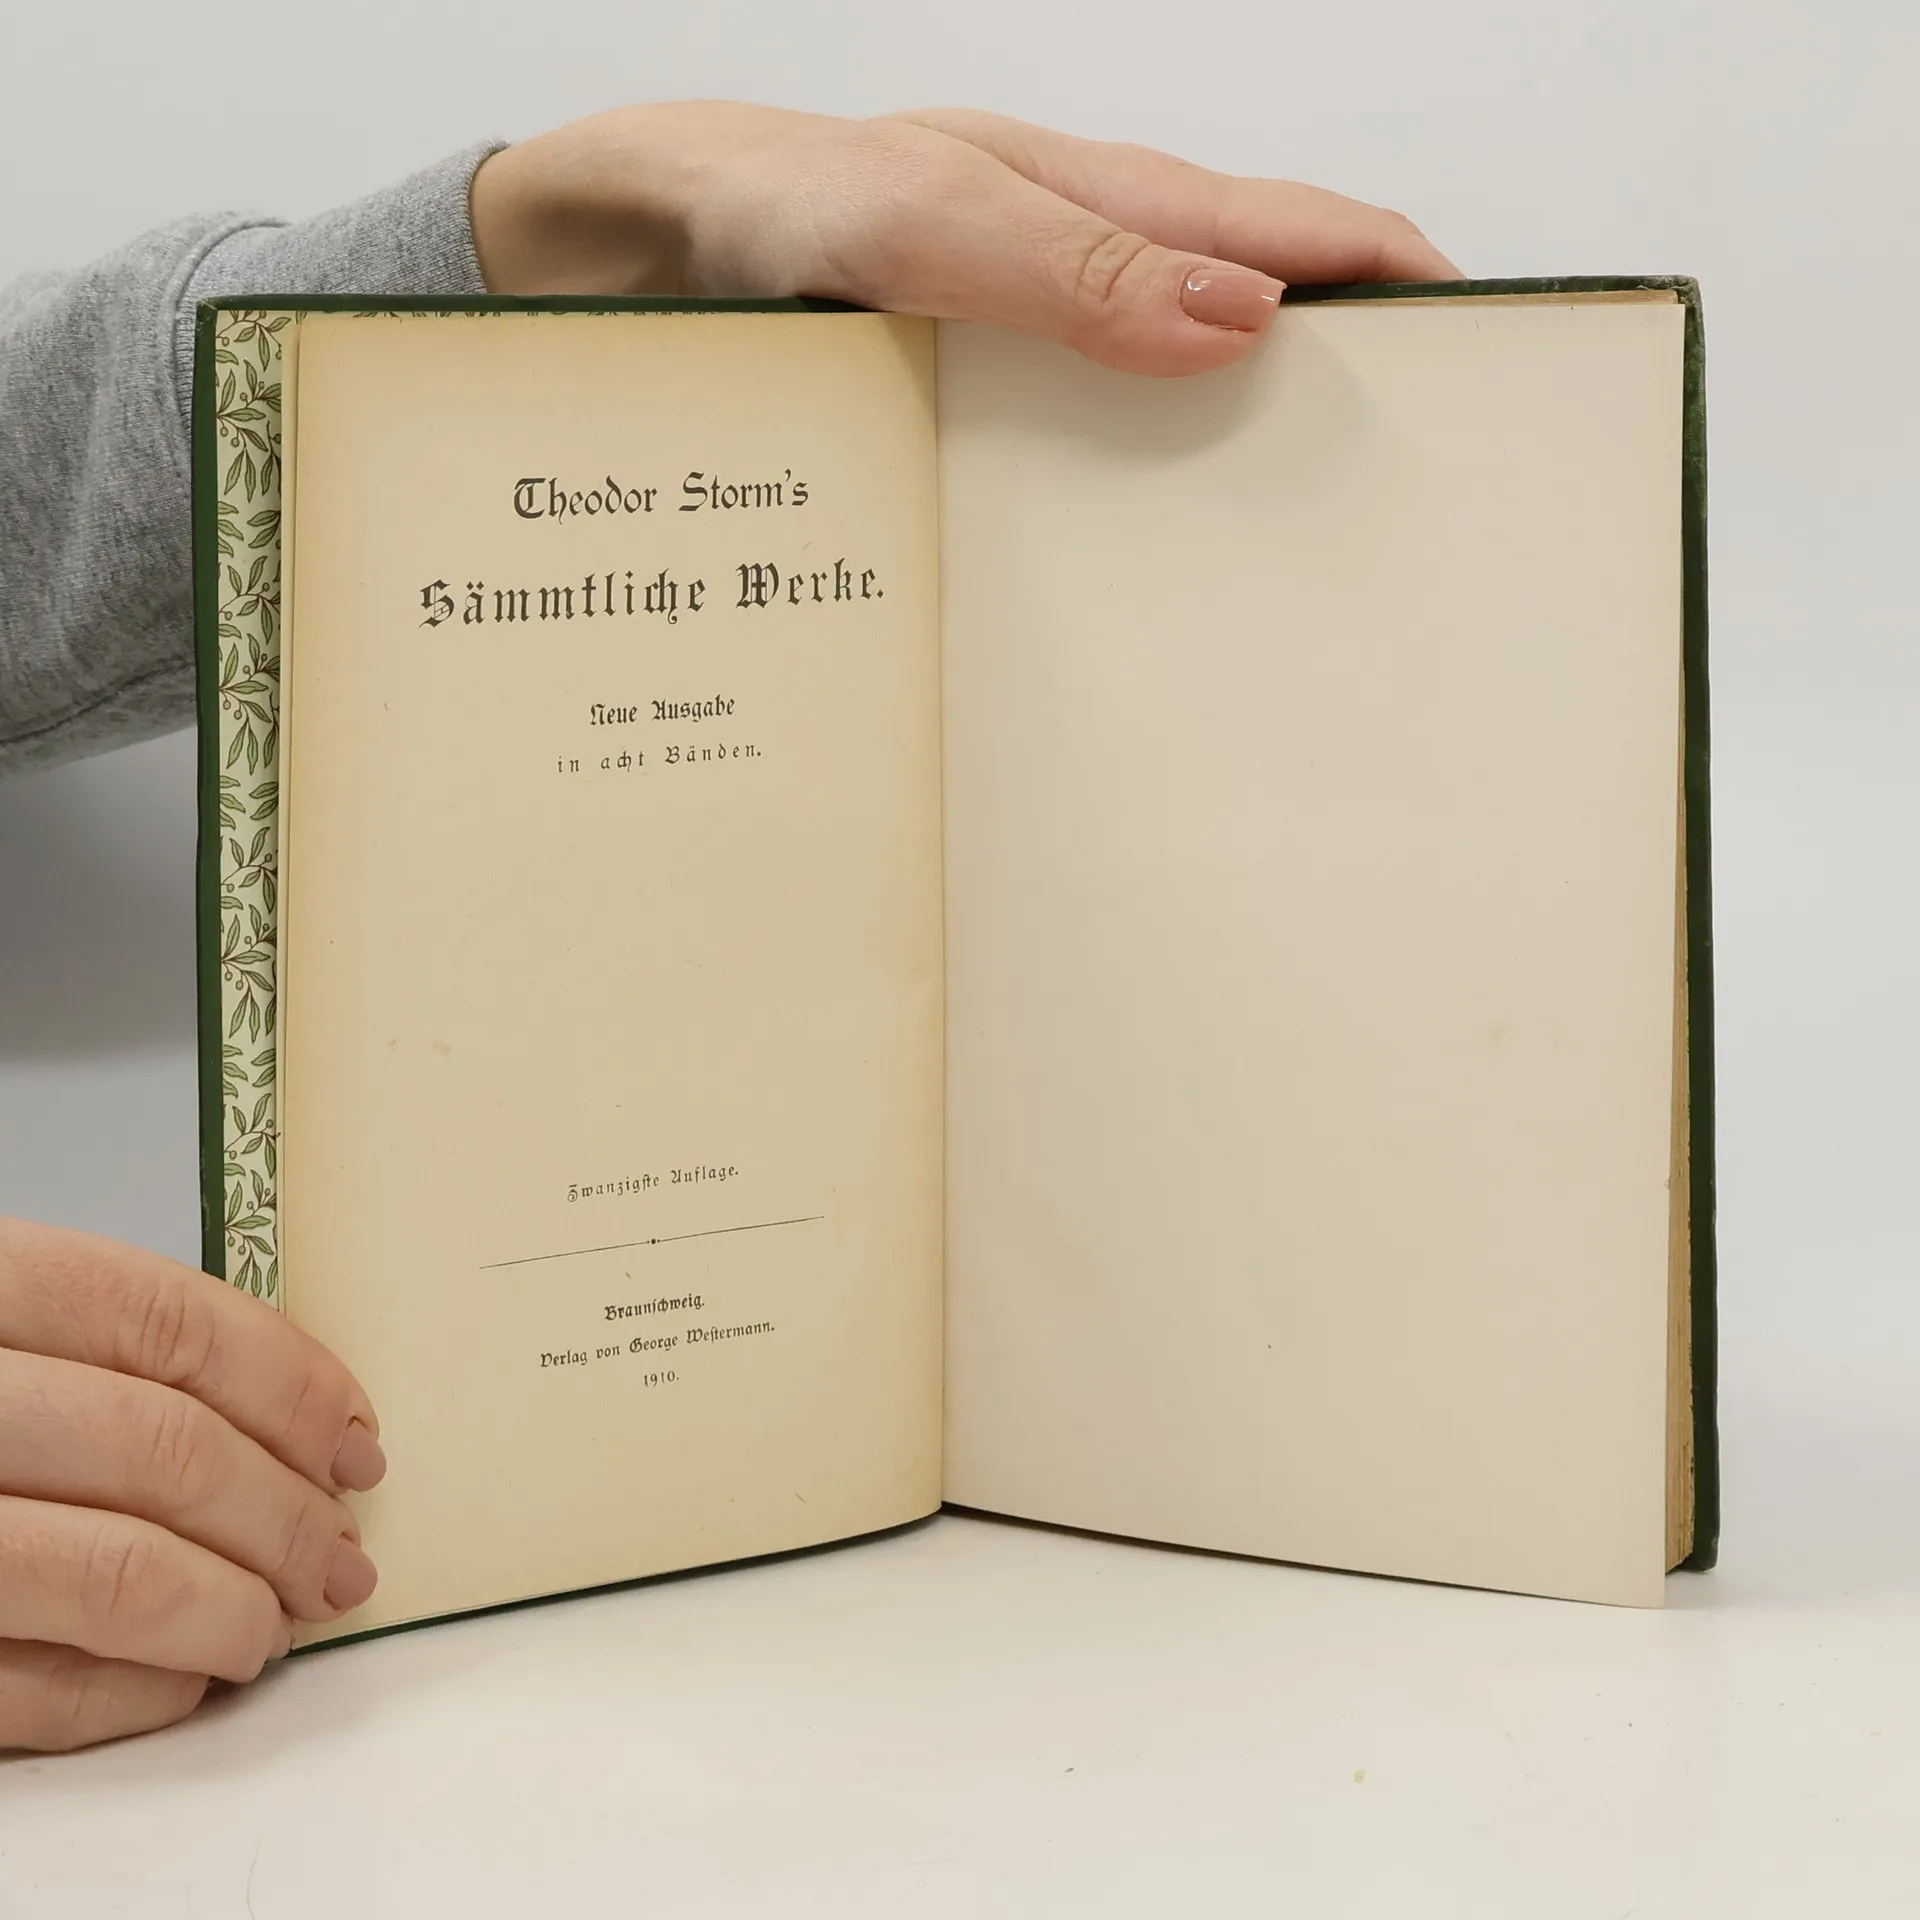 Theodor Storm's
Sämmtliche Werke.
Neue Ausgabe
in acht Bänden.
Zwanzigste Auflage.
Braunschweig.
Verlag von George Westermann.
1910.